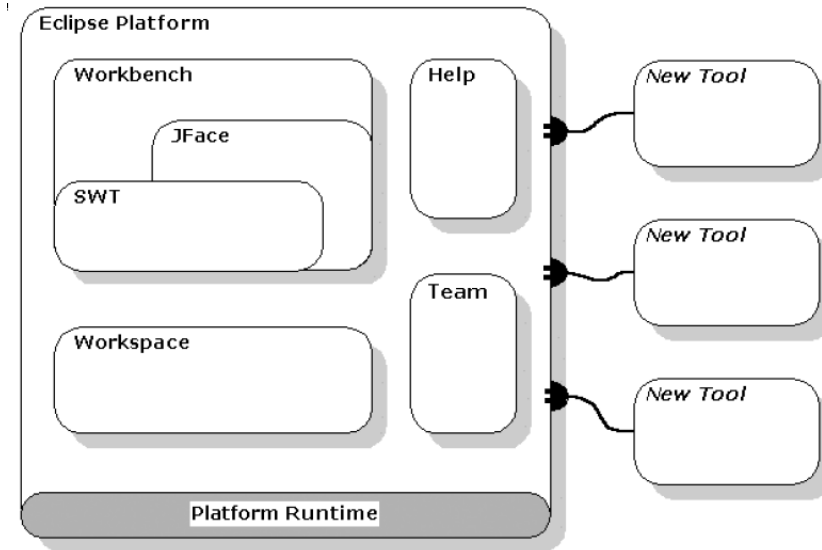 Eclipse Platform
Workbench
JFace
SWT
Workspace
Help
Team
Platform Runtime
New Tool
New Tool
New Tool